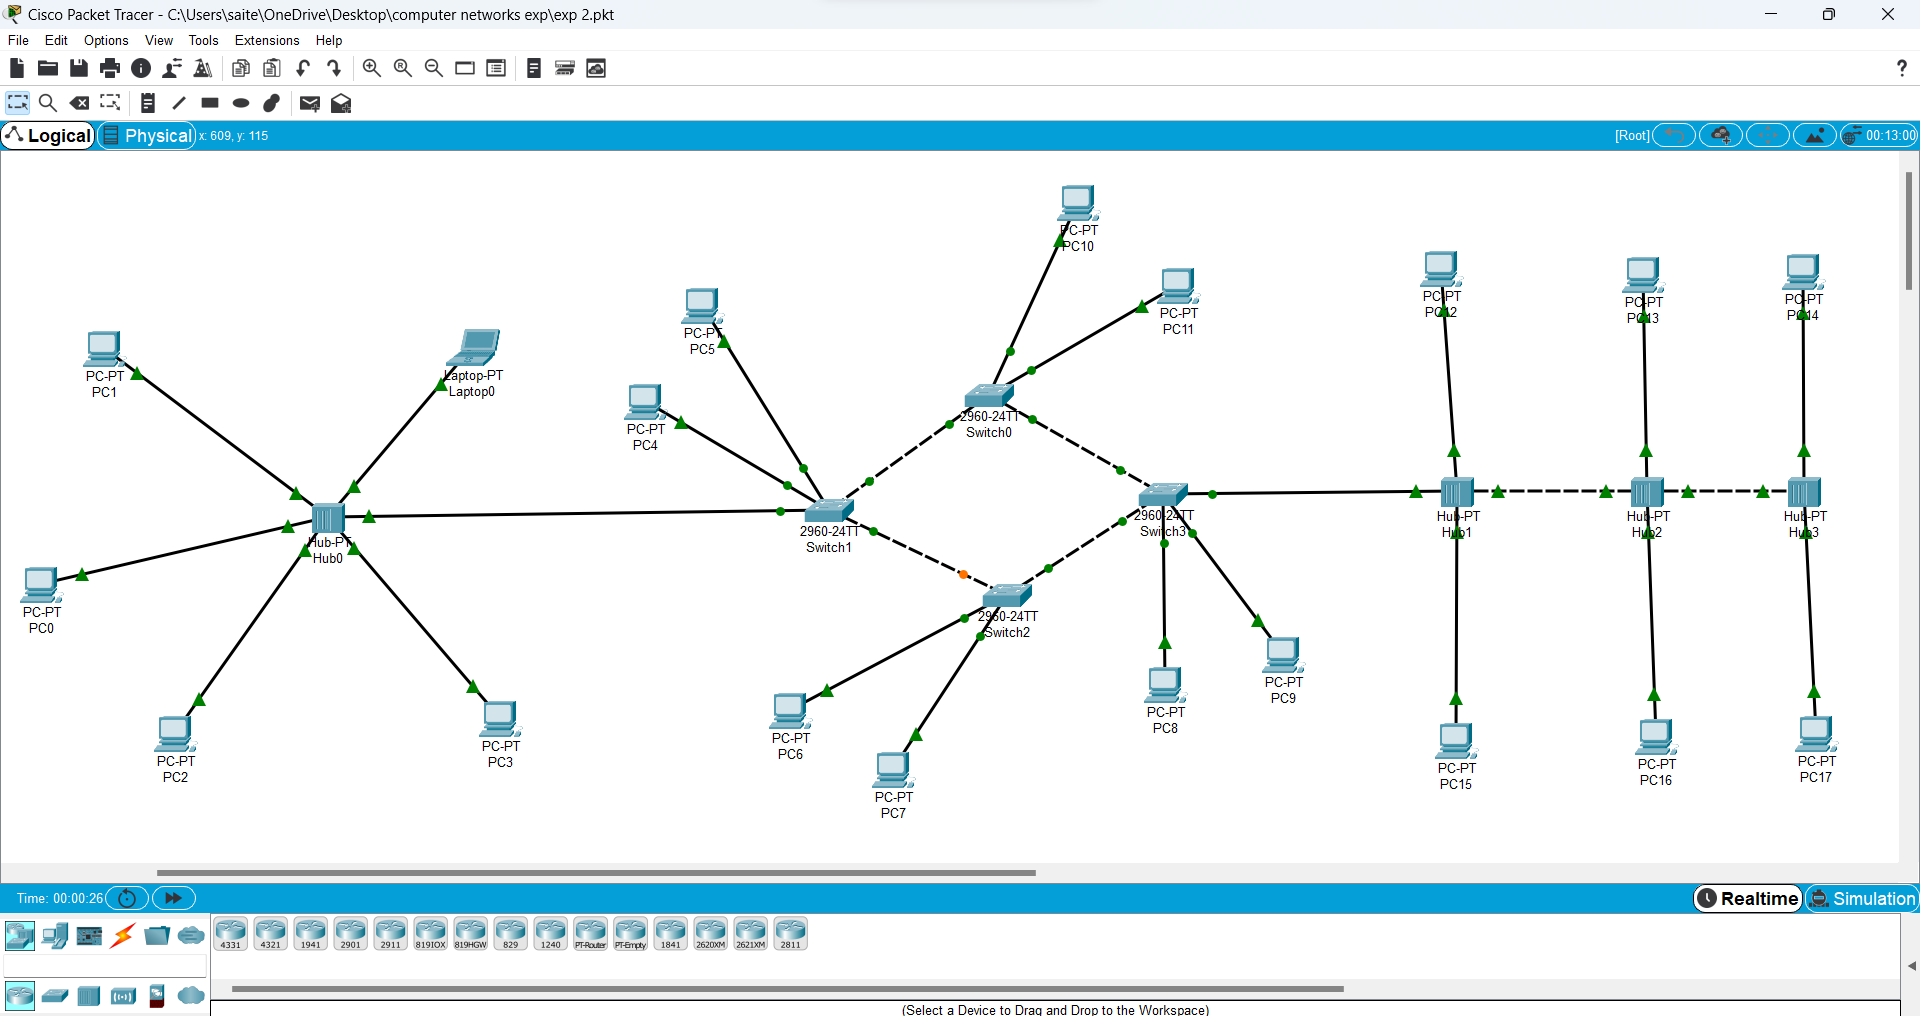 Cisco Packet Tracer - C:\Users\saite\OneDrive\Desktop\computer networks exp\exp 2.pkt
File Edit Options View Tools Extensions Help
Logical Physical x: 609, y: 115 [Root] 00:13:00
PC-PT
PC10
PC-PT
PC11
PC-PT
PC12
PC-PT
PC13
PC-PT
PC14
PC-PT
PC5
PC-PT
PC1
Laptop-PT
Laptop0
PC-PT
PC4
2960-24TT
Switch0
2960-24TT
Switch1
2960-24TT
Switch3
Hub-PT
Hub1
Hub-PT
Hub2
Hub-PT
Hub3
Hub-PT
Hub0
PC-PT
PC0
2960-24TT
Switch2
PC-PT
PC9
PC-PT
PC8
PC-PT
PC6
PC-PT
PC3
PC-PT
PC2
PC-PT
PC7
PC-PT
PC15
PC-PT
PC16
PC-PT
PC17
Time: 00:00:26 Realtime Simulation
4331 4321 1941 2901 2911 819IOX 819HGW 829 1240 PT-Router PT-Empty 1841 2620XM 2621XM 2811
(Select a Device to Drag and Drop to the Workspace)